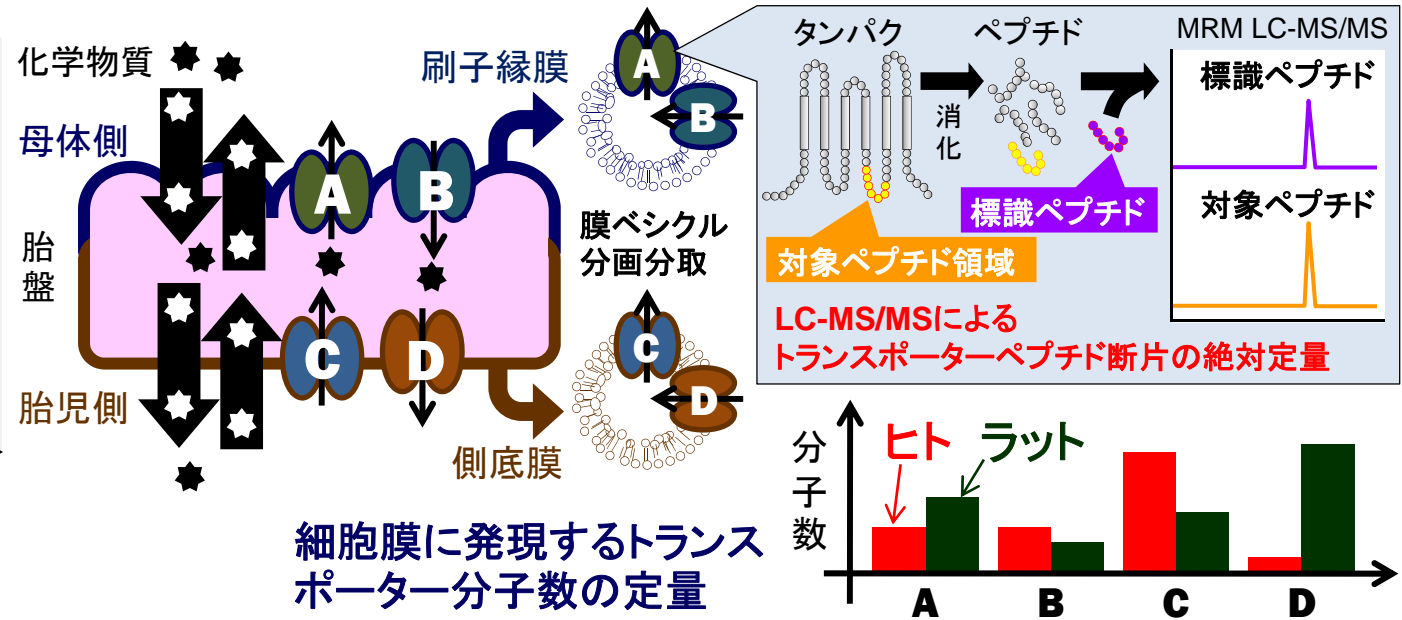 化学物質
母体側
胎
盤
胎児側
A
B
C
D
刷子縁膜
A
B
膜ベシクル
分画分取
C
D
側底膜
細胞膜に発現するトランス
ポーター分子数の定量
タンパク
ペプチド
MRM LC-MS/MS
消
化
標識ペプチド
対象ペプチド領域
標識ペプチド
対象ペプチド
LC-MS/MSによる
トランスポーターペプチド断片の絶対定量
分
子
数
ヒト
ラット
A
B
C
D